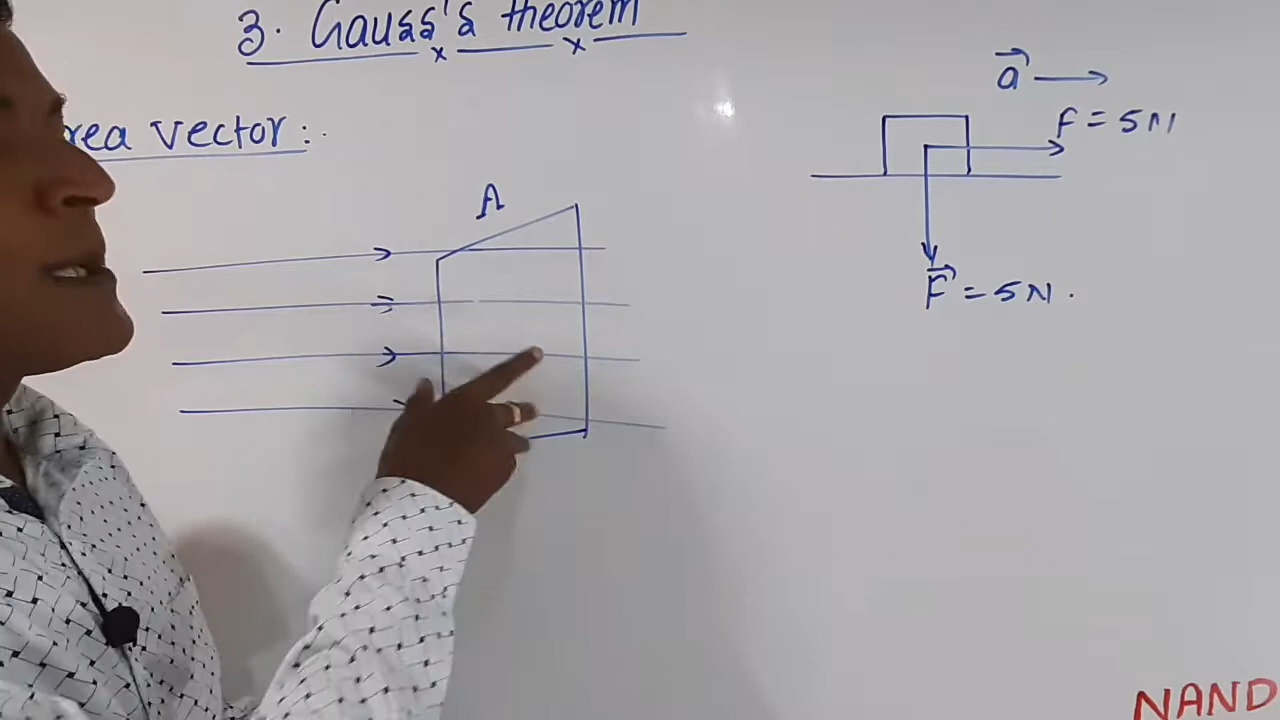 3. Gauss's theorem
rea vector:.
A
a⃗
F = 5N
F⃗ = 5N.
NAND